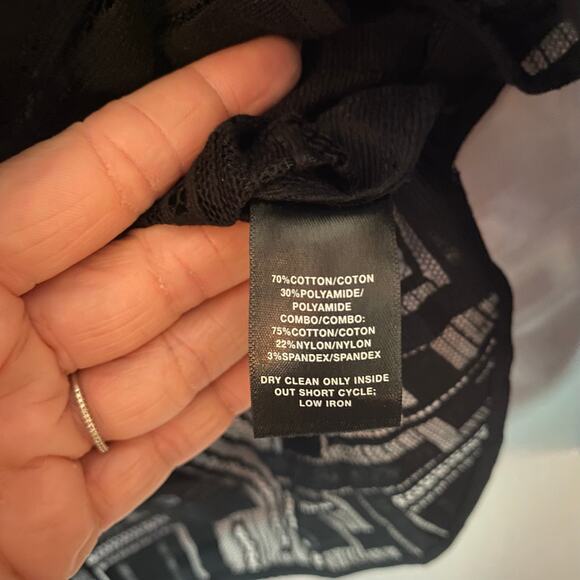 70%COTTON/COTON
30%POLYAMIDE/
POLYAMIDE
COMBO/COMBO:
75%COTTON/COTON
22%NYLON/NYLON
3%SPANDEX/SPANDEX
DRY CLEAN ONLY INSIDE
OUT SHORT CYCLE;
LOW IRON